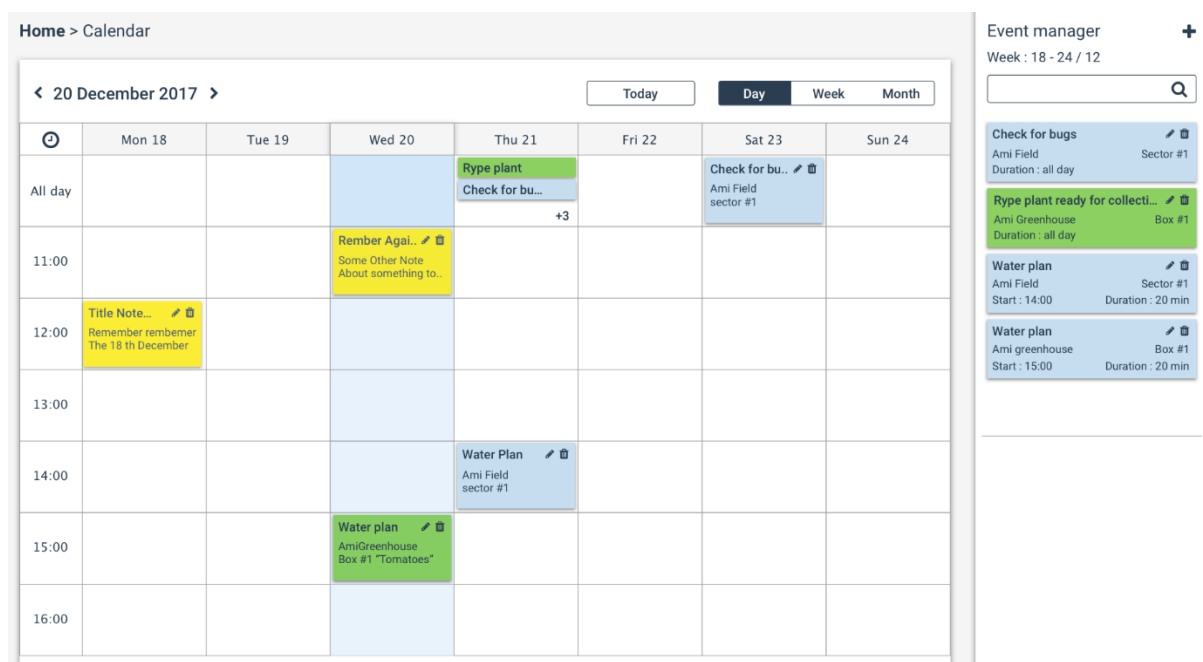 Home > Calendar
20 December 2017
Today
Day Week Month
Mon 18 Tue 19 Wed 20 Thu 21 Fri 22 Sat 23 Sun 24
All day
Rype plant
Check for bu...
+3
Check for bu..
Ami Field
sector #1
11:00
Rember Agai..
Some Other Note
About something to..
12:00
Title Note...
Remember rembemer
The 18 th December
13:00
14:00
Water Plan
Ami Field
sector #1
15:00
Water plan
AmiGreenhouse
Box #1 "Tomatoes"
16:00
Event manager
Week : 18 - 24 / 12
Check for bugs
Ami Field Sector #1
Duration : all day
Rype plant ready for collecti...
Ami Greenhouse Box #1
Duration : all day
Water plan
Ami Field Sector #1
Start : 14:00 Duration : 20 min
Water plan
Ami greenhouse Box #1
Start : 15:00 Duration : 20 min